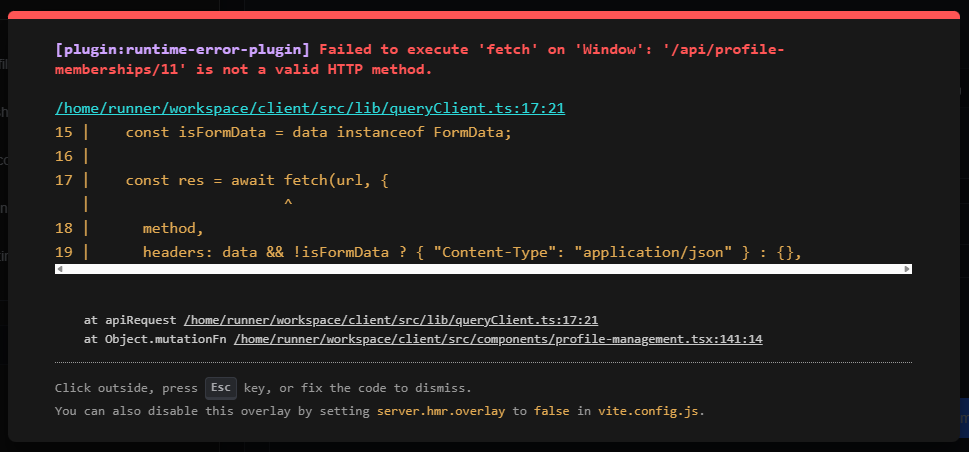 [plugin:runtime-error-plugin] Failed to execute 'fetch' on 'Window': '/api/profile-
memberships/11' is not a valid HTTP method.
/home/runner/workspace/client/src/lib/queryClient.ts:17:21
15 |    const isFormData = data instanceof FormData;
16 |
17 |    const res = await fetch(url, {
   |                      ^
18 |      method,
19 |      headers: data && !isFormData ? { "Content-Type": "application/json" } : {},
at apiRequest /home/runner/workspace/client/src/lib/queryClient.ts:17:21
at Object.mutationFn /home/runner/workspace/client/src/components/profile-management.tsx:141:14
Click outside, press Esc key, or fix the code to dismiss.
You can also disable this overlay by setting server.hmr.overlay to false in vite.config.js.